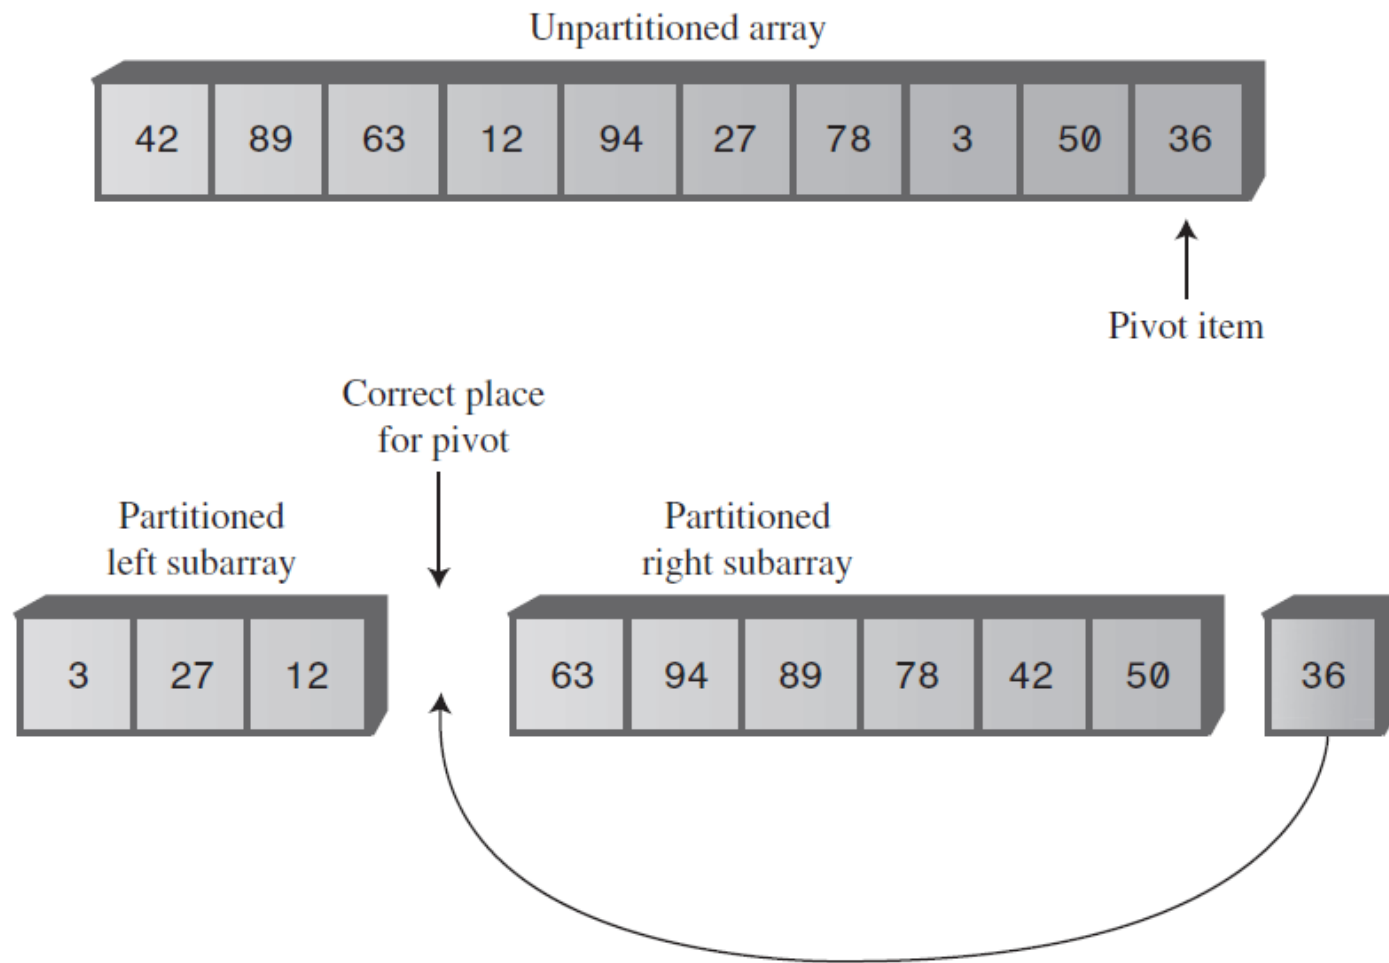 Unpartitioned array
42 89 63 12 94 27 78 3 50 36
Pivot item
Correct place
for pivot
Partitioned
left subarray
Partitioned
right subarray
3 27 12 63 94 89 78 42 50 36